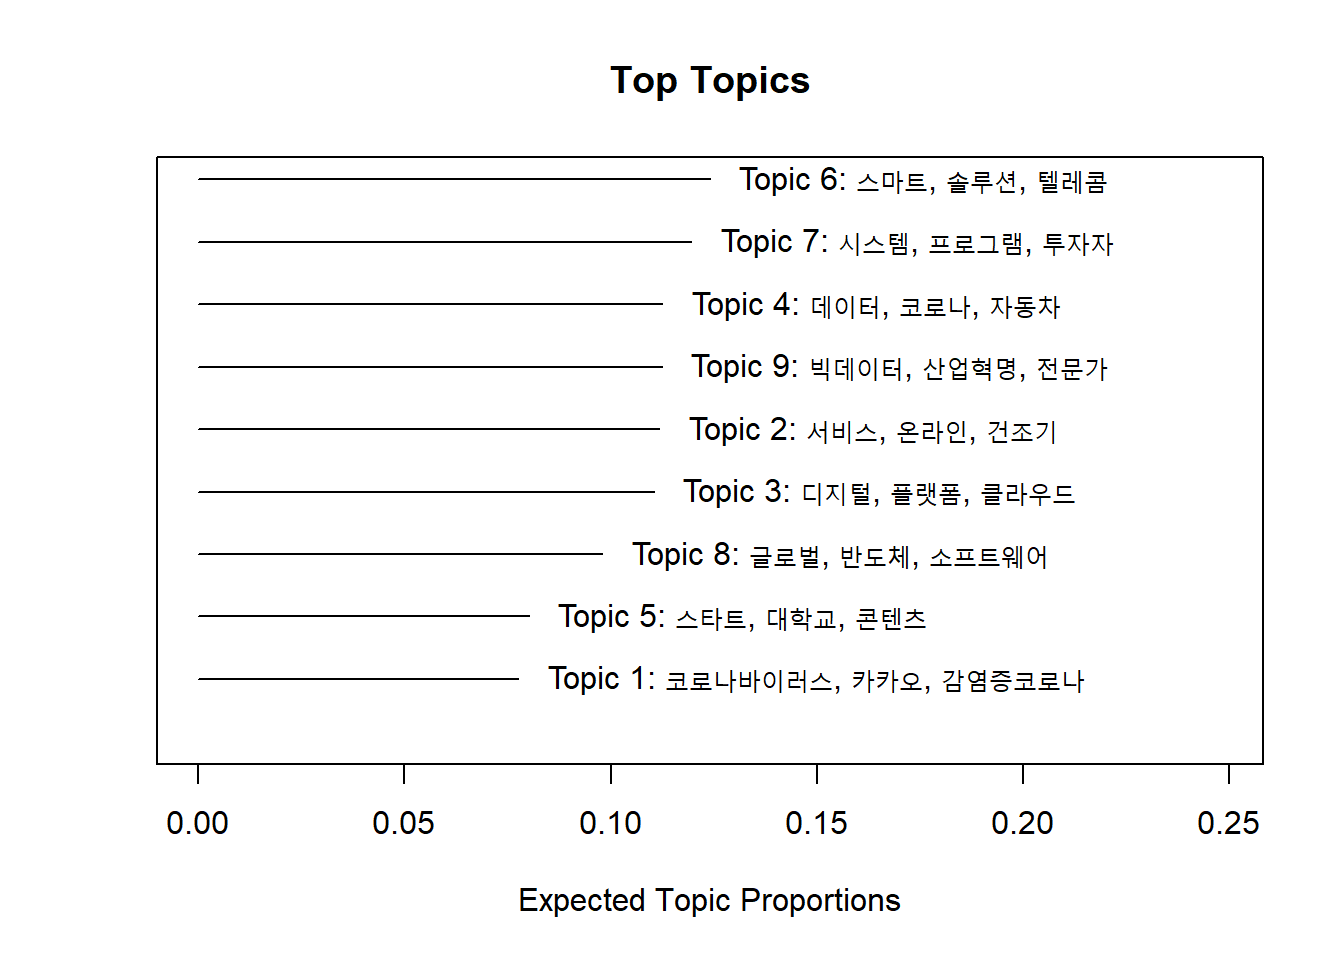 Top Topics
Topic 6: 스마트, 솔루션, 텔레콤
Topic 7: 시스템, 프로그램, 투자자
Topic 4: 데이터, 코로나, 자동차
Topic 9: 빅데이터, 산업혁명, 전문가
Topic 2: 서비스, 온라인, 건조기
Topic 3: 디지털, 플랫폼, 클라우드
Topic 8: 글로벌, 반도체, 소프트웨어
Topic 5: 스타트, 대학교, 콘텐츠
Topic 1: 코로나바이러스, 카카오, 감염증코로나
0.00 0.05 0.10 0.15 0.20 0.25
Expected Topic Proportions